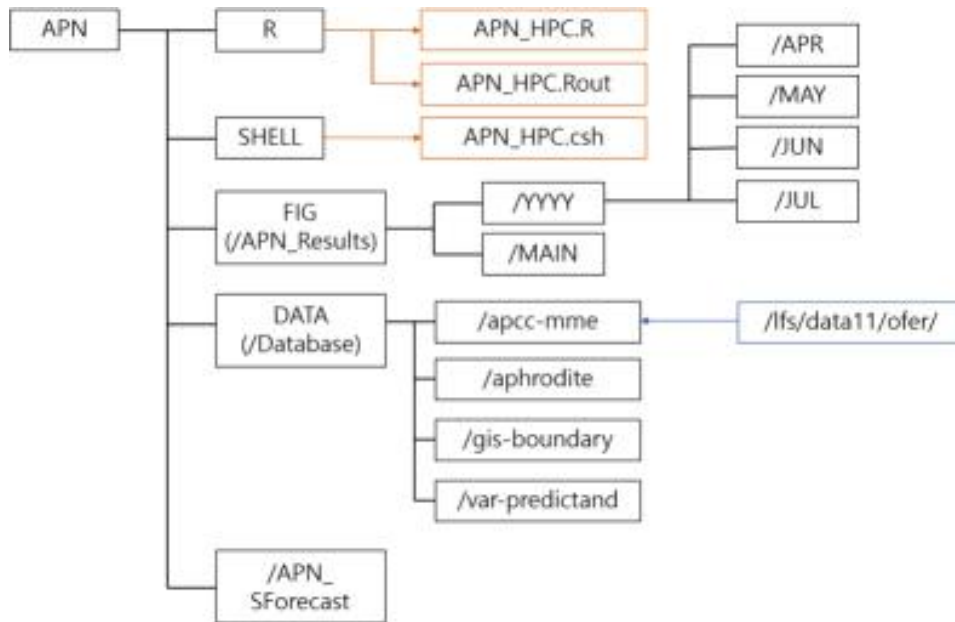 APN
R
APN_HPC.R
APN_HPC.Rout
SHELL
APN_HPC.csh
FIG
(/APN_Results)
/YYYY
/MAIN
/APR
/MAY
/JUN
/JUL
DATA
(/Database)
/apcc-mme
/lfs/data11/ofer/
/aphrodite
/gis-boundary
/var-predictand
/APN_
SForecast